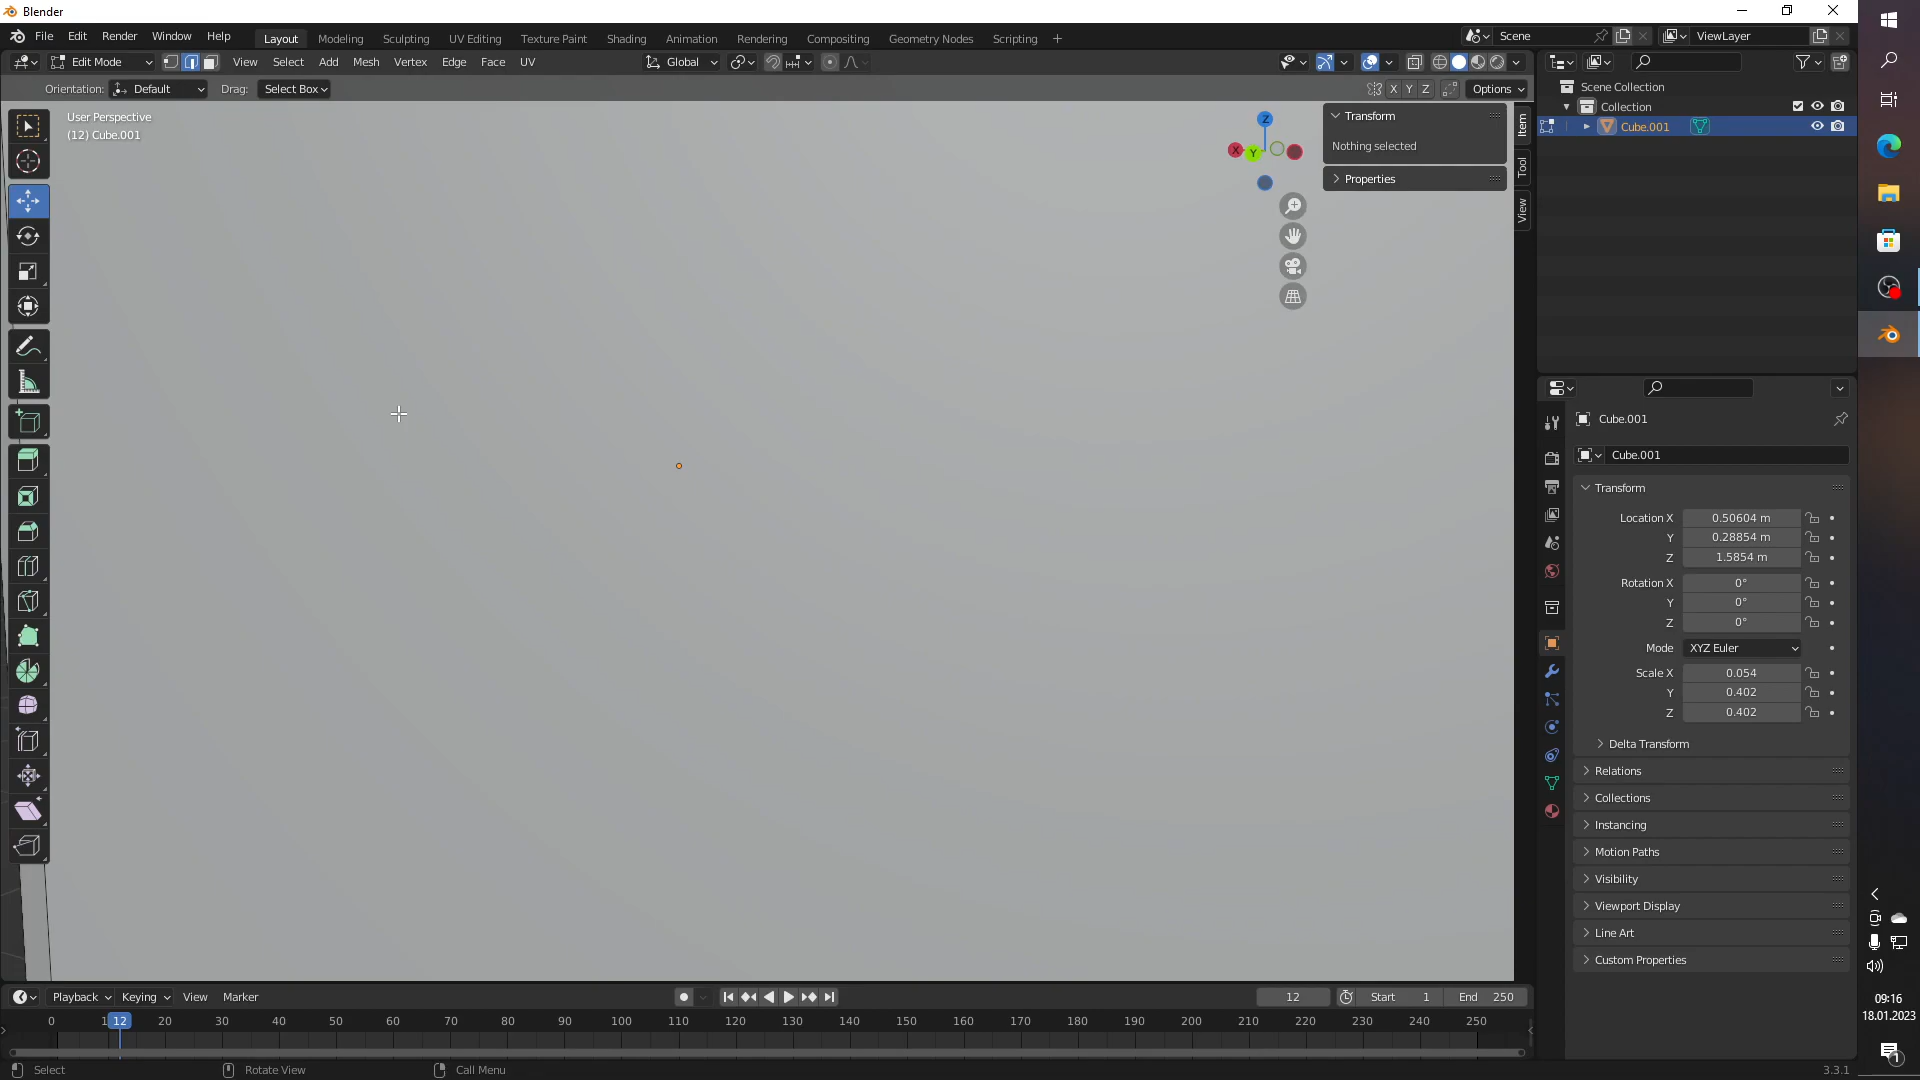 Blender
File Edit Render Window Help Layout Modeling Sculpting UV Editing Texture Paint Shading Animation Rendering Compositing Geometry Nodes Scripting + Scene ViewLayer
Edit Mode View Select Add Mesh Vertex Edge Face UV Global
Orientation: Default Drag: Select Box X Y Z Options
User Perspective
(12) Cube.001
Z
X
Y
Transform
Nothing selected
Properties
Item
Tool
View
Scene Collection
Collection
Cube.001
Cube.001
Cube.001
Transform
Location X 0.50604 m
Y 0.28854 m
Z 1.5854 m
Rotation X 0°
Y 0°
Z 0°
Mode XYZ Euler
Scale X 0.054
Y 0.402
Z 0.402
Delta Transform
Relations
Collections
Instancing
Motion Paths
Visibility
Viewport Display
Line Art
Custom Properties
Playback Keying View Marker 12 Start 1 End 250
0 1 12 20 30 40 50 60 70 80 90 100 110 120 130 140 150 160 170 180 190 200 210 220 230 240 250
Select Rotate View Call Menu 3.3.1
09:16
18.01.2023
1